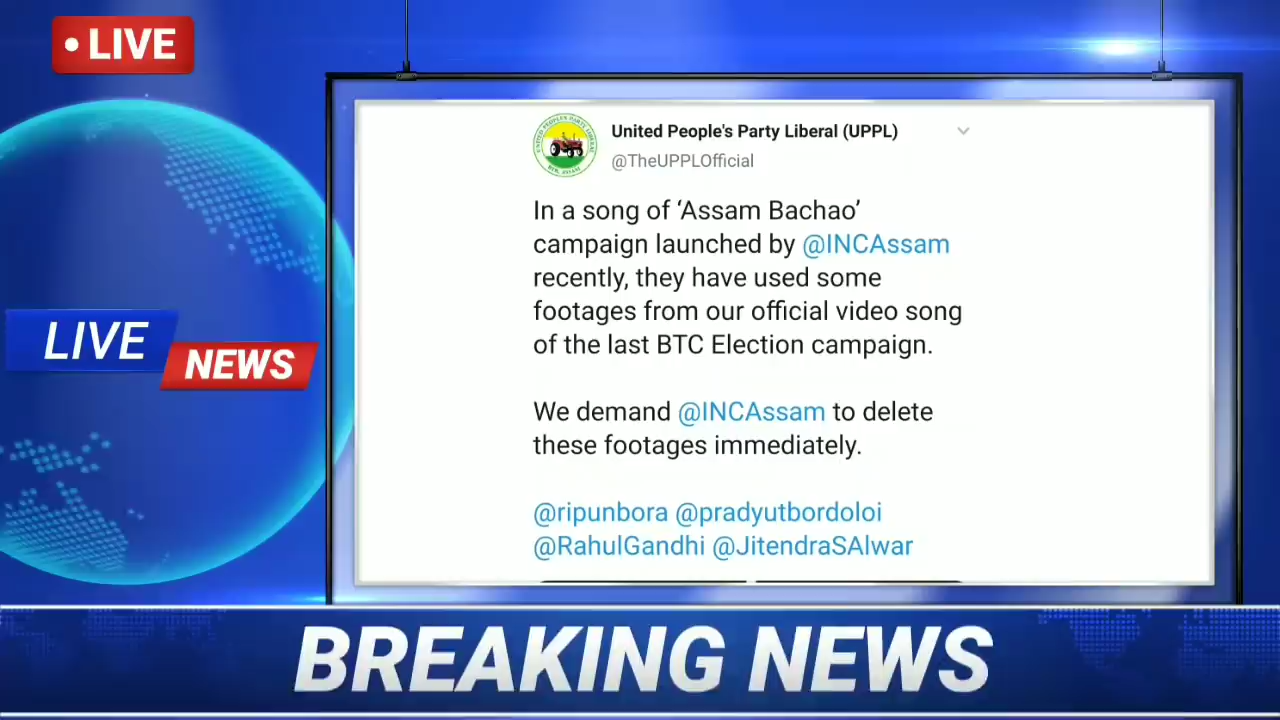 LIVE
United People's Party Liberal (UPPL)
@TheUPPLOfficial
In a song of ‘Assam Bachao’
campaign launched by @INCAssam
recently, they have used some
footages from our official video song
of the last BTC Election campaign.
We demand @INCAssam to delete
these footages immediately.
@ripunbora @pradyutbordoloi
@RahulGandhi @JitendraSAlwar
LIVE
NEWS
BREAKING NEWS